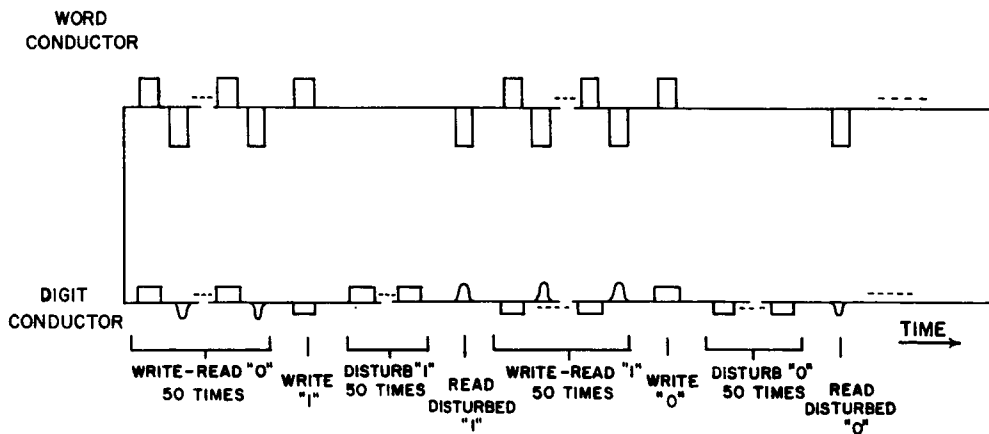 WORD
CONDUCTOR
DIGIT
CONDUCTOR
TIME
WRITE-READ "0"
50 TIMES
WRITE
"1"
DISTURB "1"
50 TIMES
READ
DISTURBED
"1"
WRITE-READ "1"
50 TIMES
WRITE
"0"
DISTURB "0"
50 TIMES
READ
DISTURBED
"0"